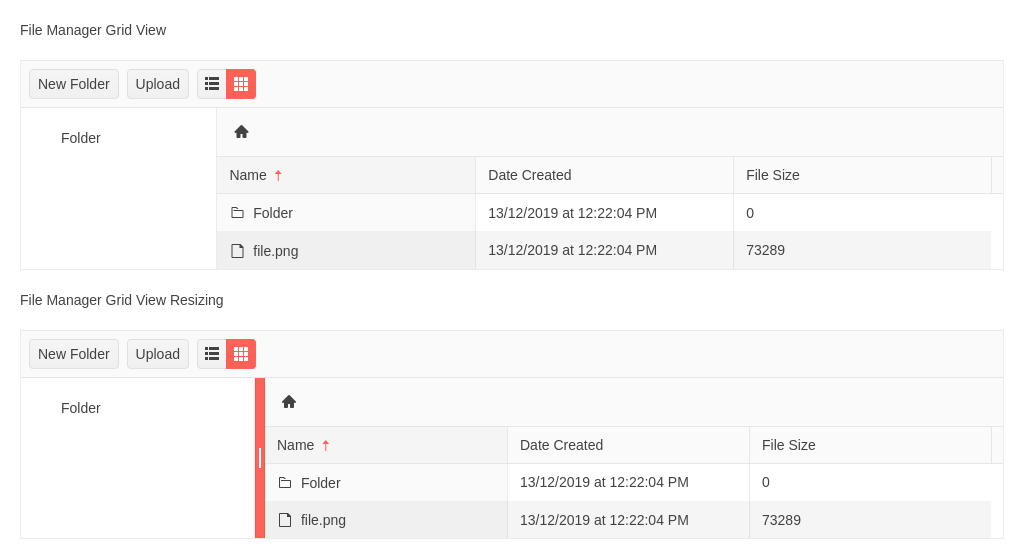 File Manager Grid View
New Folder Upload
Folder
Name Date Created File Size
Folder 13/12/2019 at 12:22:04 PM 0
file.png 13/12/2019 at 12:22:04 PM 73289
File Manager Grid View Resizing
New Folder Upload
Folder
Name Date Created File Size
Folder 13/12/2019 at 12:22:04 PM 0
file.png 13/12/2019 at 12:22:04 PM 73289